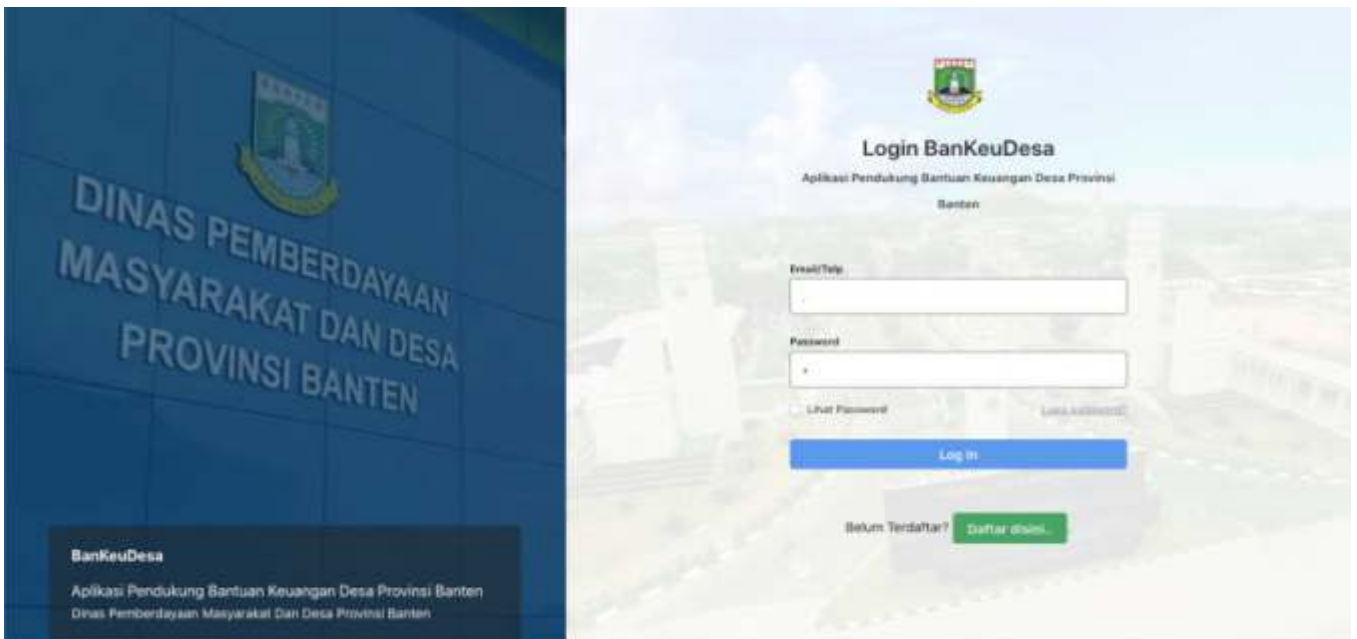 DINAS PEMBERDAYAAN
MASYARAKAT DAN DESA
PROVINSI BANTEN
BanKeuDesa
Aplikasi Pendukung Bantuan Keuangan Desa Provinsi Banten
Dinas Pemberdayaan Masyarakat Dan Desa Provinsi Banten
Login BanKeuDesa
Aplikasi Pendukung Bantuan Keuangan Desa Provinsi
Banten
Email/Telp
Password
Lihat Password
Lupa password?
Log In
Belum Terdaftar? Daftar disini..